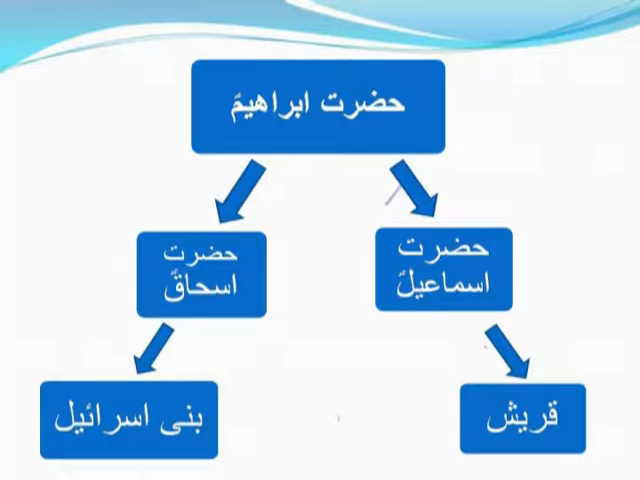 حضرت ابراهیمؑ
حضرت
اسماعیلؑ
حضرت
اسحاقؑ
قریش
بنی اسرائیل